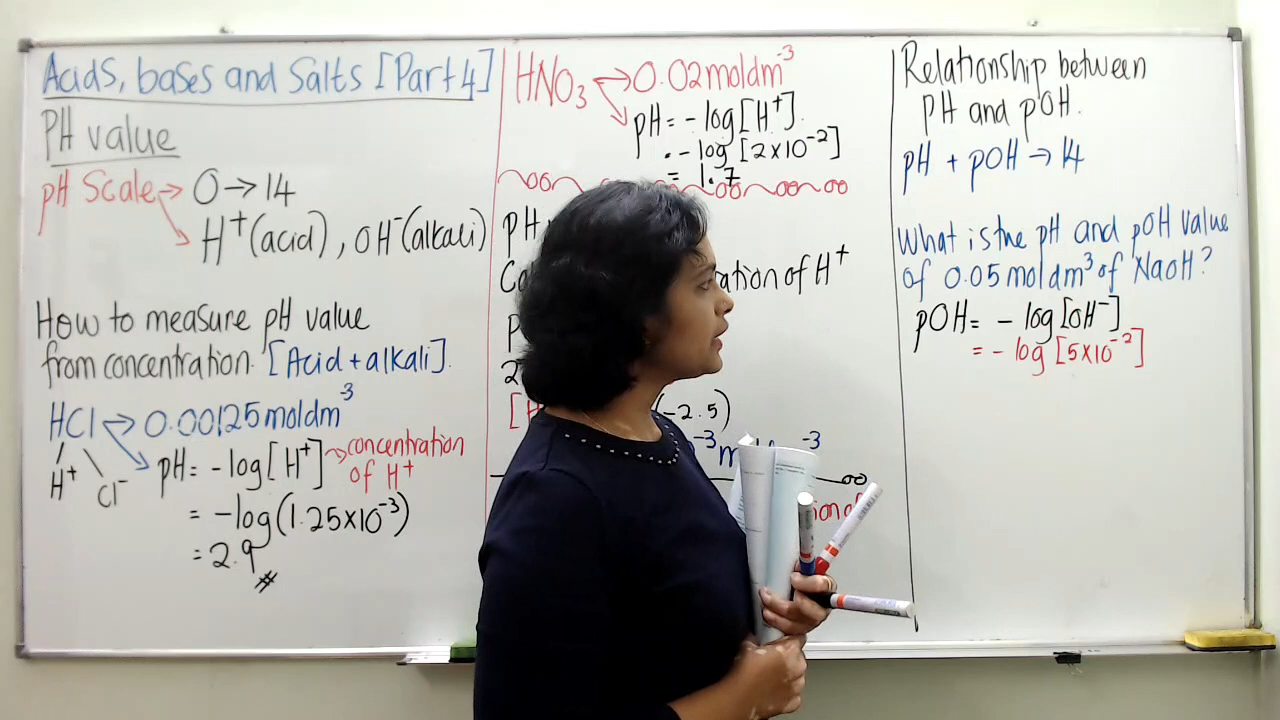 Acids, bases and Salts [Part 4]
PH value
pH Scale → 0 → 14
H⁺(acid), OH⁻(alkali)
How to measure pH value
from concentration. [Acid + alkali].
HCl → 0.00125 moldm⁻³
H⁺ Cl⁻
pH = -log[H⁺] → concentration
of H⁺
= -log(1.25x10⁻³)
= 2.9 #
HNO₃ → 0.02 moldm⁻³
pH = -log[H⁺].
-log [2x10⁻²]
= 1.7
pH
of H⁺
2
(-2.5)
⁻³
Relationship between
PH and pOH.
pH + pOH → 14
What is the pH and pOH value
of 0.05 mol dm³ of NaOH?
pOH = - log[OH⁻]
= - log [5x10⁻²]